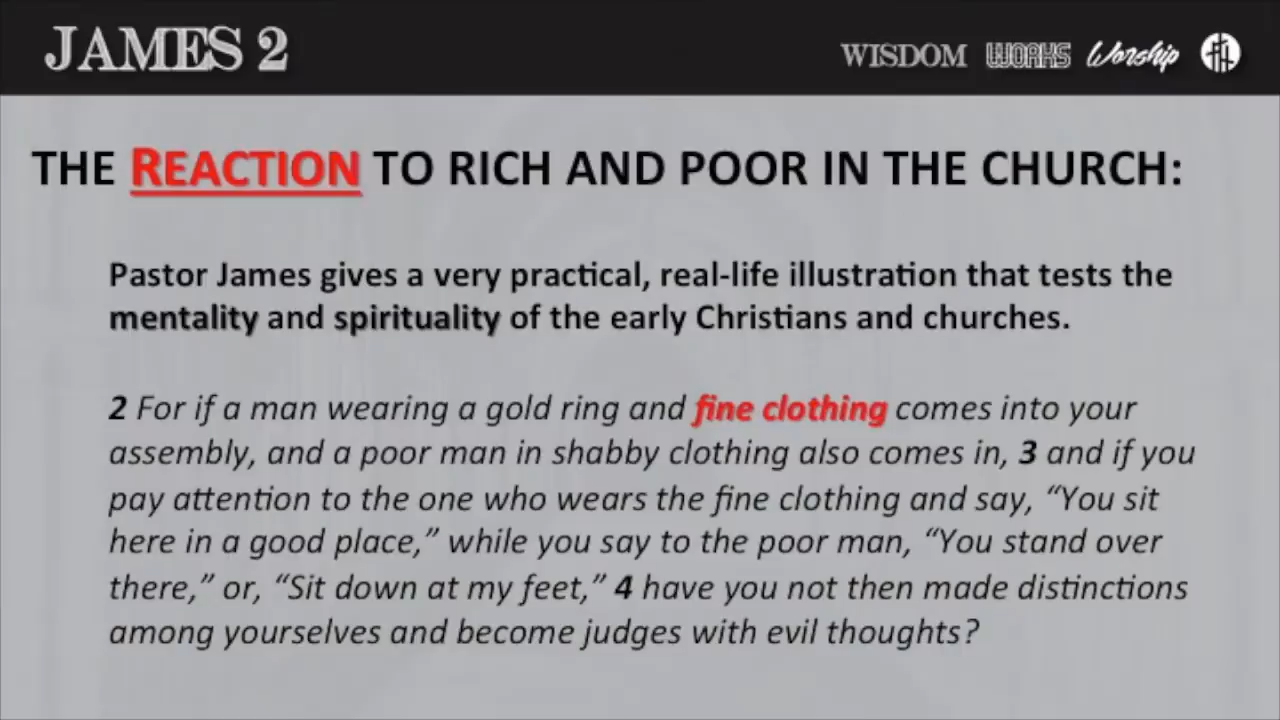 JAMES 2
WISDOM WORKS Worship
THE REACTION TO RICH AND POOR IN THE CHURCH:
Pastor James gives a very practical, real-life illustration that tests the
mentality and spirituality of the early Christians and churches.
2 For if a man wearing a gold ring and fine clothing comes into your
assembly, and a poor man in shabby clothing also comes in, 3 and if you
pay attention to the one who wears the fine clothing and say, “You sit
here in a good place,” while you say to the poor man, “You stand over
there,” or, “Sit down at my feet,” 4 have you not then made distinctions
among yourselves and become judges with evil thoughts?